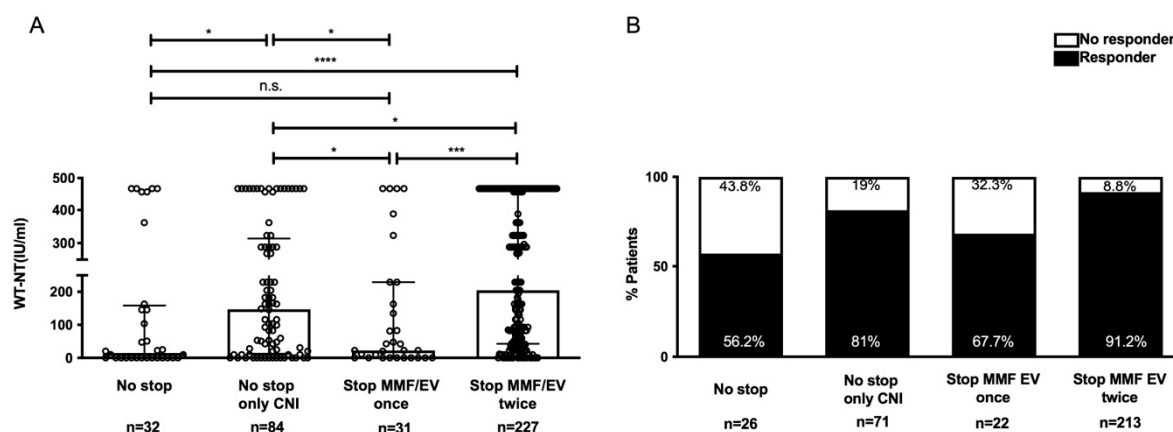 A
*
*
****
n.s.
*
*
***
WT-NT(IU/ml)
500
400
300
200
100
0
No stop
No stop
only CNI
Stop MMF/EV
once
Stop MMF/EV
twice
n=32
n=84
n=31
n=227
B
No responder
Responder
% Patients
100
50
0
43.8%
19%
32.3%
8.8%
56.2%
81%
67.7%
91.2%
No stop
No stop
only CNI
Stop MMF EV
once
Stop MMF EV
twice
n=26
n=71
n=22
n=213